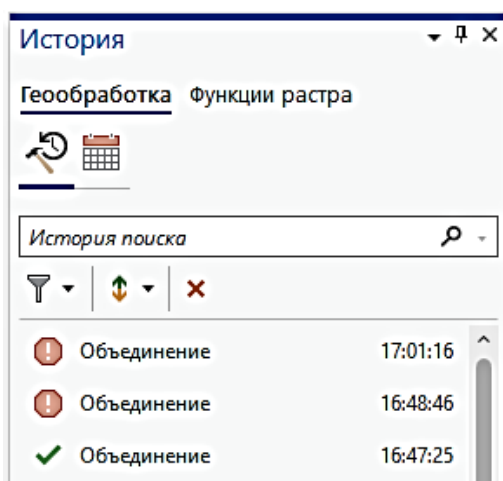 История
Геообработка Функции растра
История поиска
Объединение 17:01:16
Объединение 16:48:46
Объединение 16:47:25